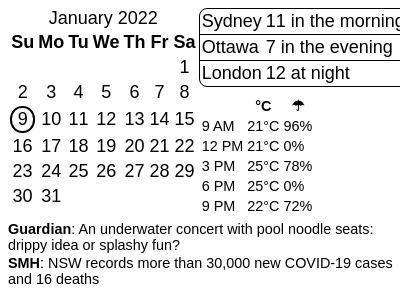 January 2022
Su Mo Tu We Th Fr Sa
1
2 3 4 5 6 7 8
9 10 11 12 13 14 15
16 17 18 19 20 21 22
23 24 25 26 27 28 29
30 31
Sydney 11 in the morning
Ottawa 7 in the evening
London 12 at night
°C ☂
9 AM 21°C 96%
12 PM 21°C 0%
3 PM 25°C 78%
6 PM 25°C 0%
9 PM 22°C 72%
Guardian: An underwater concert with pool noodle seats:
drippy idea or splashy fun?
SMH: NSW records more than 30,000 new COVID-19 cases
and 16 deaths